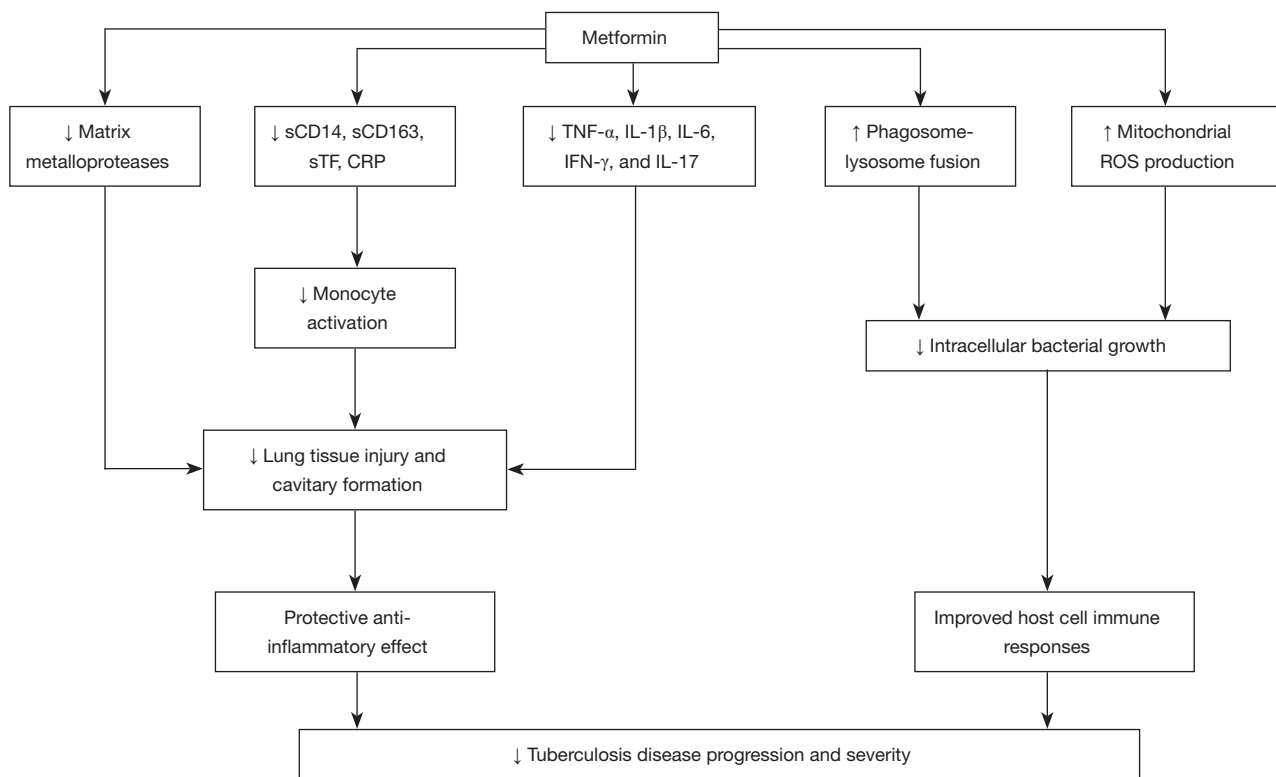 Metformin
↓ Matrix
metalloproteases
↓ sCD14, sCD163,
sTF, CRP
↓ TNF-α, IL-1β, IL-6,
IFN-γ, and IL-17
↑ Phagosome-
lysosome fusion
↑ Mitochondrial
ROS production
↓ Monocyte
activation
↓ Intracellular bacterial growth
↓ Lung tissue injury and
cavitary formation
Protective anti-
inflammatory effect
Improved host cell immune
responses
↓ Tuberculosis disease progression and severity